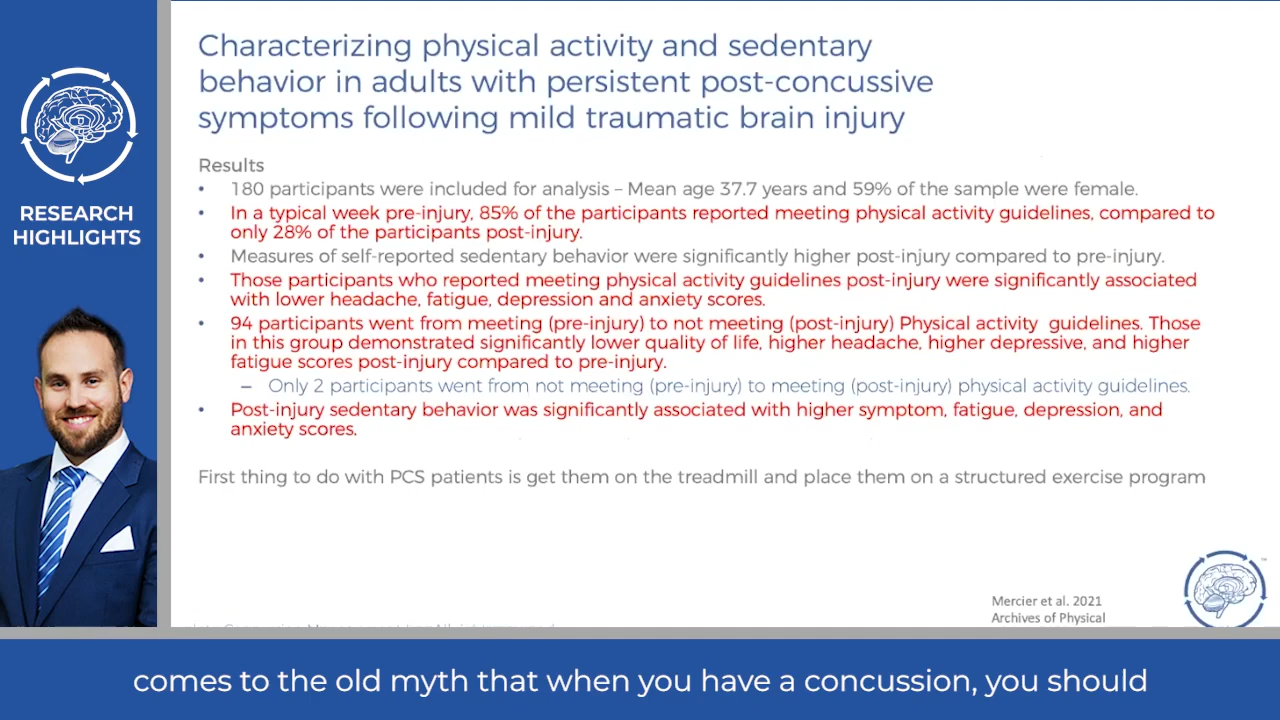 Characterizing physical activity and sedentary
behavior in adults with persistent post-concussive
symptoms following mild traumatic brain injury
Results
• 180 participants were included for analysis – Mean age 37.7 years and 59% of the sample were female.
• In a typical week pre-injury, 85% of the participants reported meeting physical activity guidelines, compared to
only 28% of the participants post-injury.
• Measures of self-reported sedentary behavior were significantly higher post-injury compared to pre-injury.
• Those participants who reported meeting physical activity guidelines post-injury were significantly associated
with lower headache, fatigue, depression and anxiety scores.
• 94 participants went from meeting (pre-injury) to not meeting (post-injury) Physical activity guidelines. Those
in this group demonstrated significantly lower quality of life, higher headache, higher depressive, and higher
fatigue scores post-injury compared to pre-injury.
– Only 2 participants went from not meeting (pre-injury) to meeting (post-injury) physical activity guidelines.
• Post-injury sedentary behavior was significantly associated with higher symptom, fatigue, depression, and
anxiety scores.
First thing to do with PCS patients is get them on the treadmill and place them on a structured exercise program
RESEARCH
HIGHLIGHTS
Mercier et al. 2021
Archives of Physical
comes to the old myth that when you have a concussion, you should